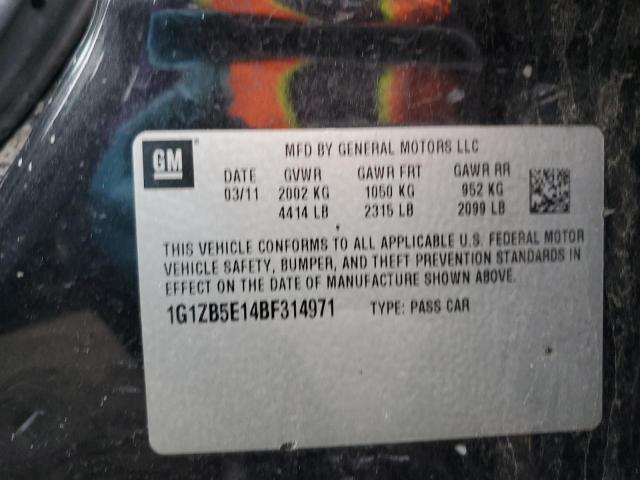 GM
MFD BY GENERAL MOTORS LLC
DATE GVWR GAWR FRT GAWR RR
03/11 2002 KG 1050 KG 952 KG
4414 LB 2315 LB 2099 LB
THIS VEHICLE CONFORMS TO ALL APPLICABLE U.S. FEDERAL MOTOR
VEHICLE SAFETY, BUMPER, AND THEFT PREVENTION STANDARDS IN
EFFECT ON THE DATE OF MANUFACTURE SHOWN ABOVE.
1G1ZB5E14BF314971 TYPE: PASS CAR